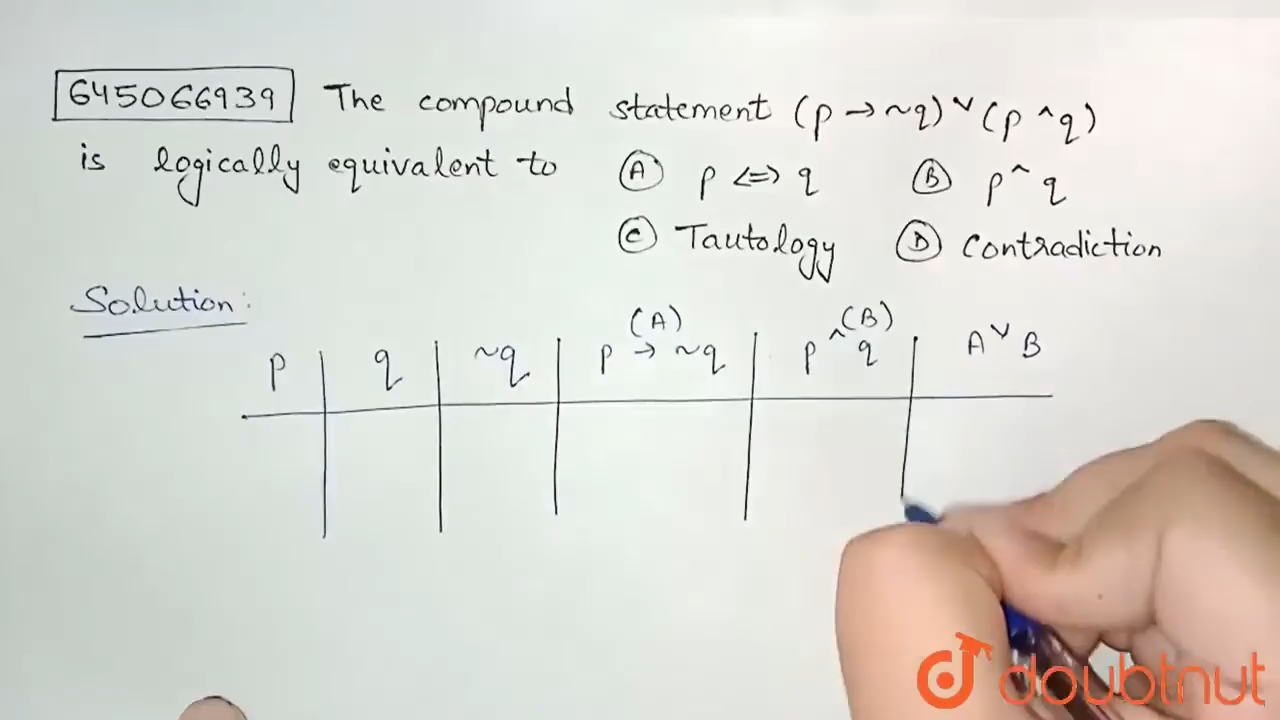 645066939 The compound statement (p → ~q) ∨ (p ∧ q)
is logically equivalent to (A) p <=> q (B) p ∧ q
(C) Tautology (D) Contradiction
Solution:
(A) (B)
p q ~q p → ~q p ∧ q A ∨ B
doubtnut